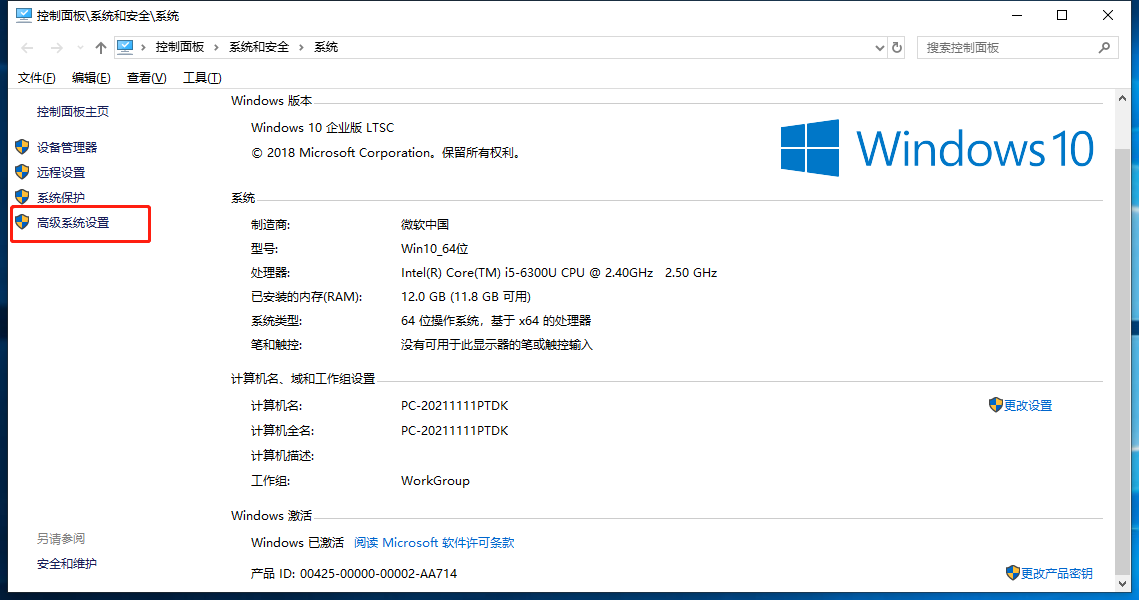 控制面板\系统和安全\系统
控制面板 系统和安全 系统
搜索控制面板
文件(F) 编辑(E) 查看(V) 工具(T)
控制面板主页
设备管理器
远程设置
系统保护
高级系统设置
Windows 版本
Windows 10 企业版 LTSC
© 2018 Microsoft Corporation。保留所有权利。
Windows 10
系统
制造商: 微软中国
型号: Win10_64位
处理器: Intel(R) Core(TM) i5-6300U CPU @ 2.40GHz 2.50 GHz
已安装的内存(RAM): 12.0 GB (11.8 GB 可用)
系统类型: 64 位操作系统，基于 x64 的处理器
笔和触控: 没有可用于此显示器的笔或触控输入
计算机名、域和工作组设置
计算机名: PC-20211111PTDK 更改设置
计算机全名: PC-20211111PTDK
计算机描述:
工作组: WorkGroup
Windows 激活
Windows 已激活 阅读 Microsoft 软件许可条款
产品 ID: 00425-00000-00002-AA714 更改产品密钥
另请参阅
安全和维护